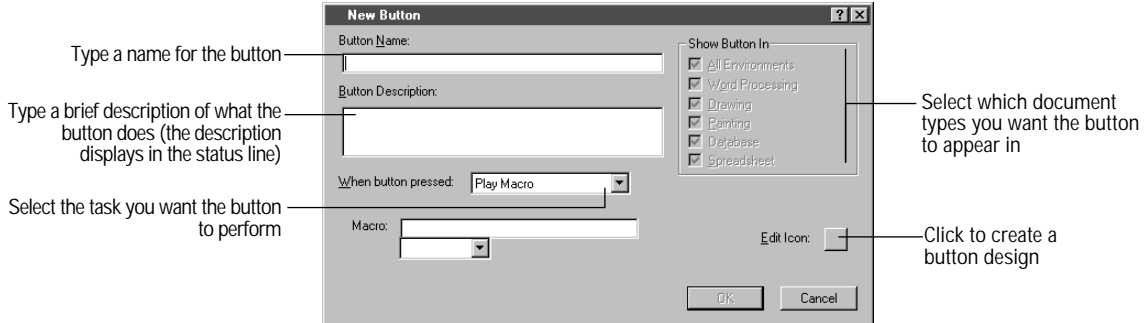 New Button
Button Name:
Type a name for the button
Button Description:
Type a brief description of what the
button does (the description
displays in the status line)
When button pressed:
Play Macro
Select the task you want the button
to perform
Macro:
Show Button In
All Environments
Word Processing
Drawing
Painting
Database
Spreadsheet
Select which document
types you want the button
to appear in
Edit Icon:
Click to create a
button design
OK
Cancel